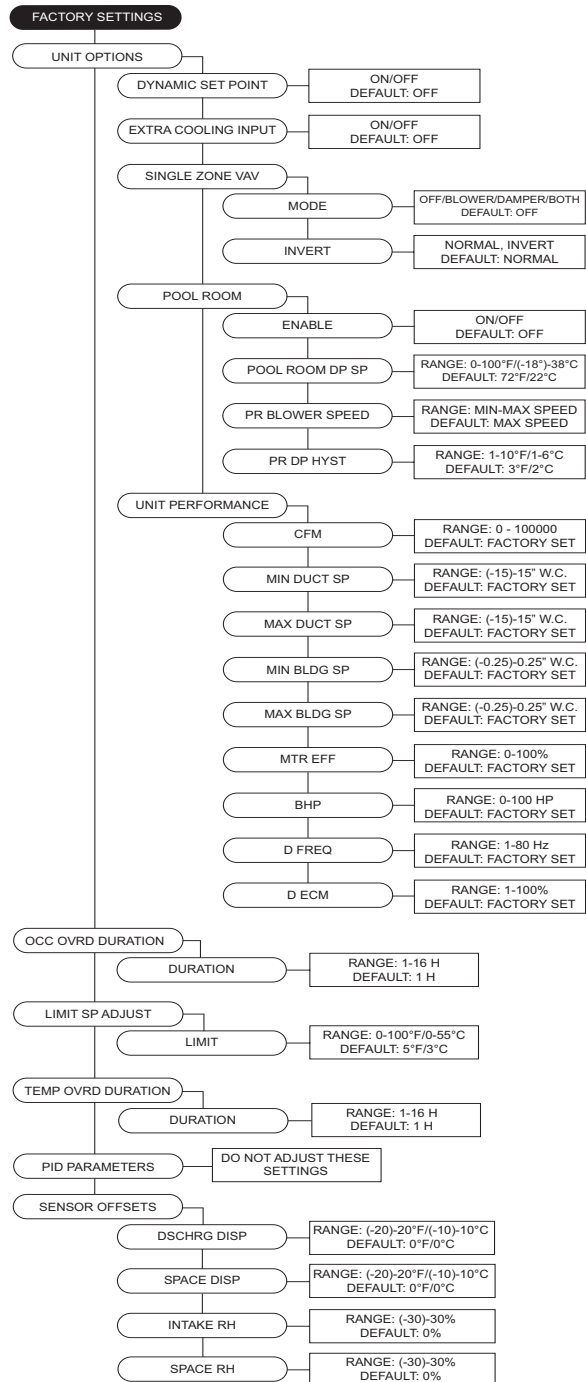 FACTORY SETTINGS
UNIT OPTIONS
DYNAMIC SET POINT
ON/OFF
DEFAULT: OFF
EXTRA COOLING INPUT
ON/OFF
DEFAULT: OFF
SINGLE ZONE VAV
MODE
OFF/BLOWER/DAMPER/BOTH
DEFAULT: OFF
INVERT
NORMAL, INVERT
DEFAULT: NORMAL
POOL ROOM
ENABLE
ON/OFF
DEFAULT: OFF
POOL ROOM DP SP
RANGE: 0-100°F/(-18°)-38°C
DEFAULT: 72°F/22°C
PR BLOWER SPEED
RANGE: MIN-MAX SPEED
DEFAULT: MAX SPEED
PR DP HYST
RANGE: 1-10°F/1-6°C
DEFAULT: 3°F/2°C
UNIT PERFORMANCE
CFM
RANGE: 0 - 100000
DEFAULT: FACTORY SET
MIN DUCT SP
RANGE: (-15)-15” W.C.
DEFAULT: FACTORY SET
MAX DUCT SP
RANGE: (-15)-15” W.C.
DEFAULT: FACTORY SET
MIN BLDG SP
RANGE: (-0.25)-0.25” W.C.
DEFAULT: FACTORY SET
MAX BLDG SP
RANGE: (-0.25)-0.25” W.C.
DEFAULT: FACTORY SET
MTR EFF
RANGE: 0-100%
DEFAULT: FACTORY SET
BHP
RANGE: 0-100 HP
DEFAULT: FACTORY SET
D FREQ
RANGE: 1-80 Hz
DEFAULT: FACTORY SET
D ECM
RANGE: 1-100%
DEFAULT: FACTORY SET
OCC OVRD DURATION
DURATION
RANGE: 1-16 H
DEFAULT: 1 H
LIMIT SP ADJUST
LIMIT
RANGE: 0-100°F/0-55°C
DEFAULT: 5°F/3°C
TEMP OVRD DURATION
DURATION
RANGE: 1-16 H
DEFAULT: 1 H
PID PARAMETERS
DO NOT ADJUST THESE
SETTINGS
SENSOR OFFSETS
DSCHRG DISP
RANGE: (-20)-20°F/(-10)-10°C
DEFAULT: 0°F/0°C
SPACE DISP
RANGE: (-20)-20°F/(-10)-10°C
DEFAULT: 0°F/0°C
INTAKE RH
RANGE: (-30)-30%
DEFAULT: 0%
SPACE RH
RANGE: (-30)-30%
DEFAULT: 0%